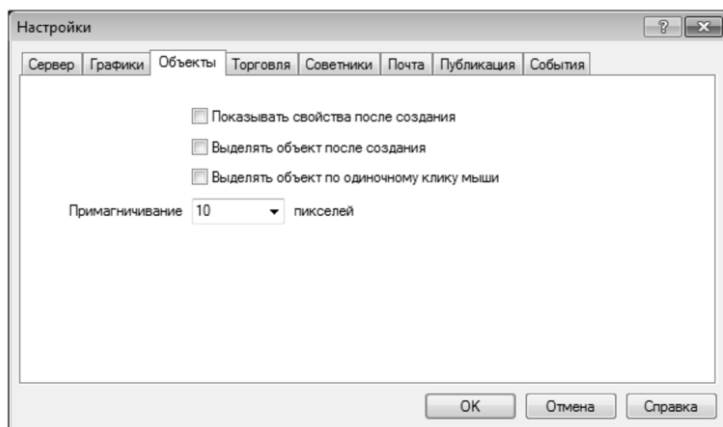 Настройки
Сервер Графики Объекты Торговля Советники Почта Публикация События
Показывать свойства после создания
Выделять объект после создания
Выделять объект по одиночному клику мыши
Примагничивание 10 пикселей
OK Отмена Справка